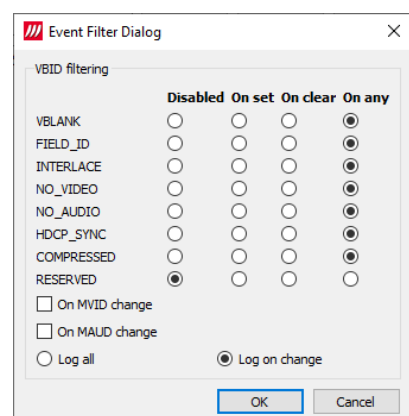 Event Filter Dialog
VBID filtering
Disabled On set On clear On any
VBLANK
FIELD_ID
INTERLACE
NO_VIDEO
NO_AUDIO
HDCP_SYNC
COMPRESSED
RESERVED
On MVID change
On MAUD change
Log all Log on change
OK Cancel